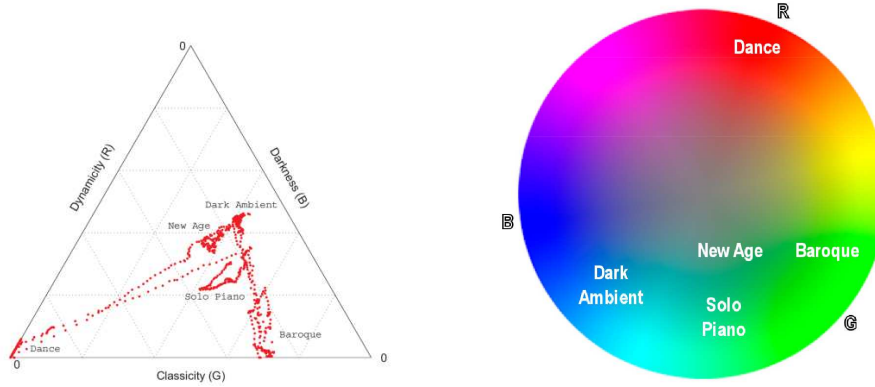 0
Dynamicity (R)
Darkness (B)
Dark Ambient
New Age
Solo Piano
Baroque
Dance
0
0
Classicity (G)
R
Dance
B
New Age
Baroque
Dark
Ambient
Solo
Piano
G